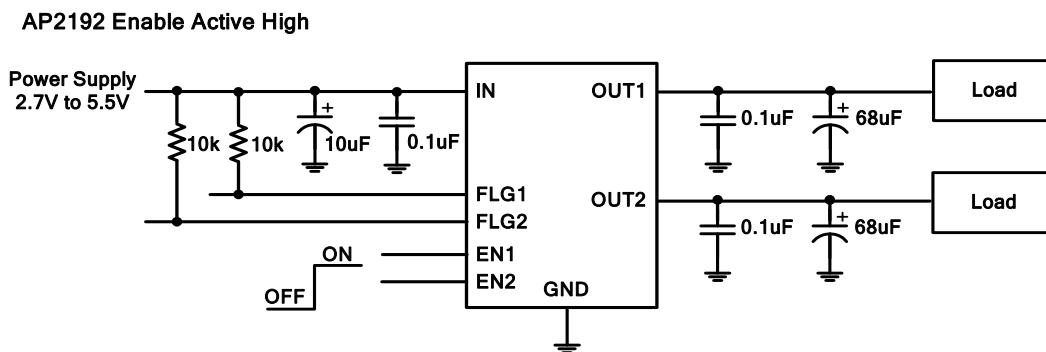 AP2192 Enable Active High
Power Supply
2.7V to 5.5V
10k
10k
10uF
0.1uF
IN
FLG1
FLG2
EN1
EN2
GND
OUT1
OUT2
ON
OFF
0.1uF
68uF
Load
0.1uF
68uF
Load
+
+
+